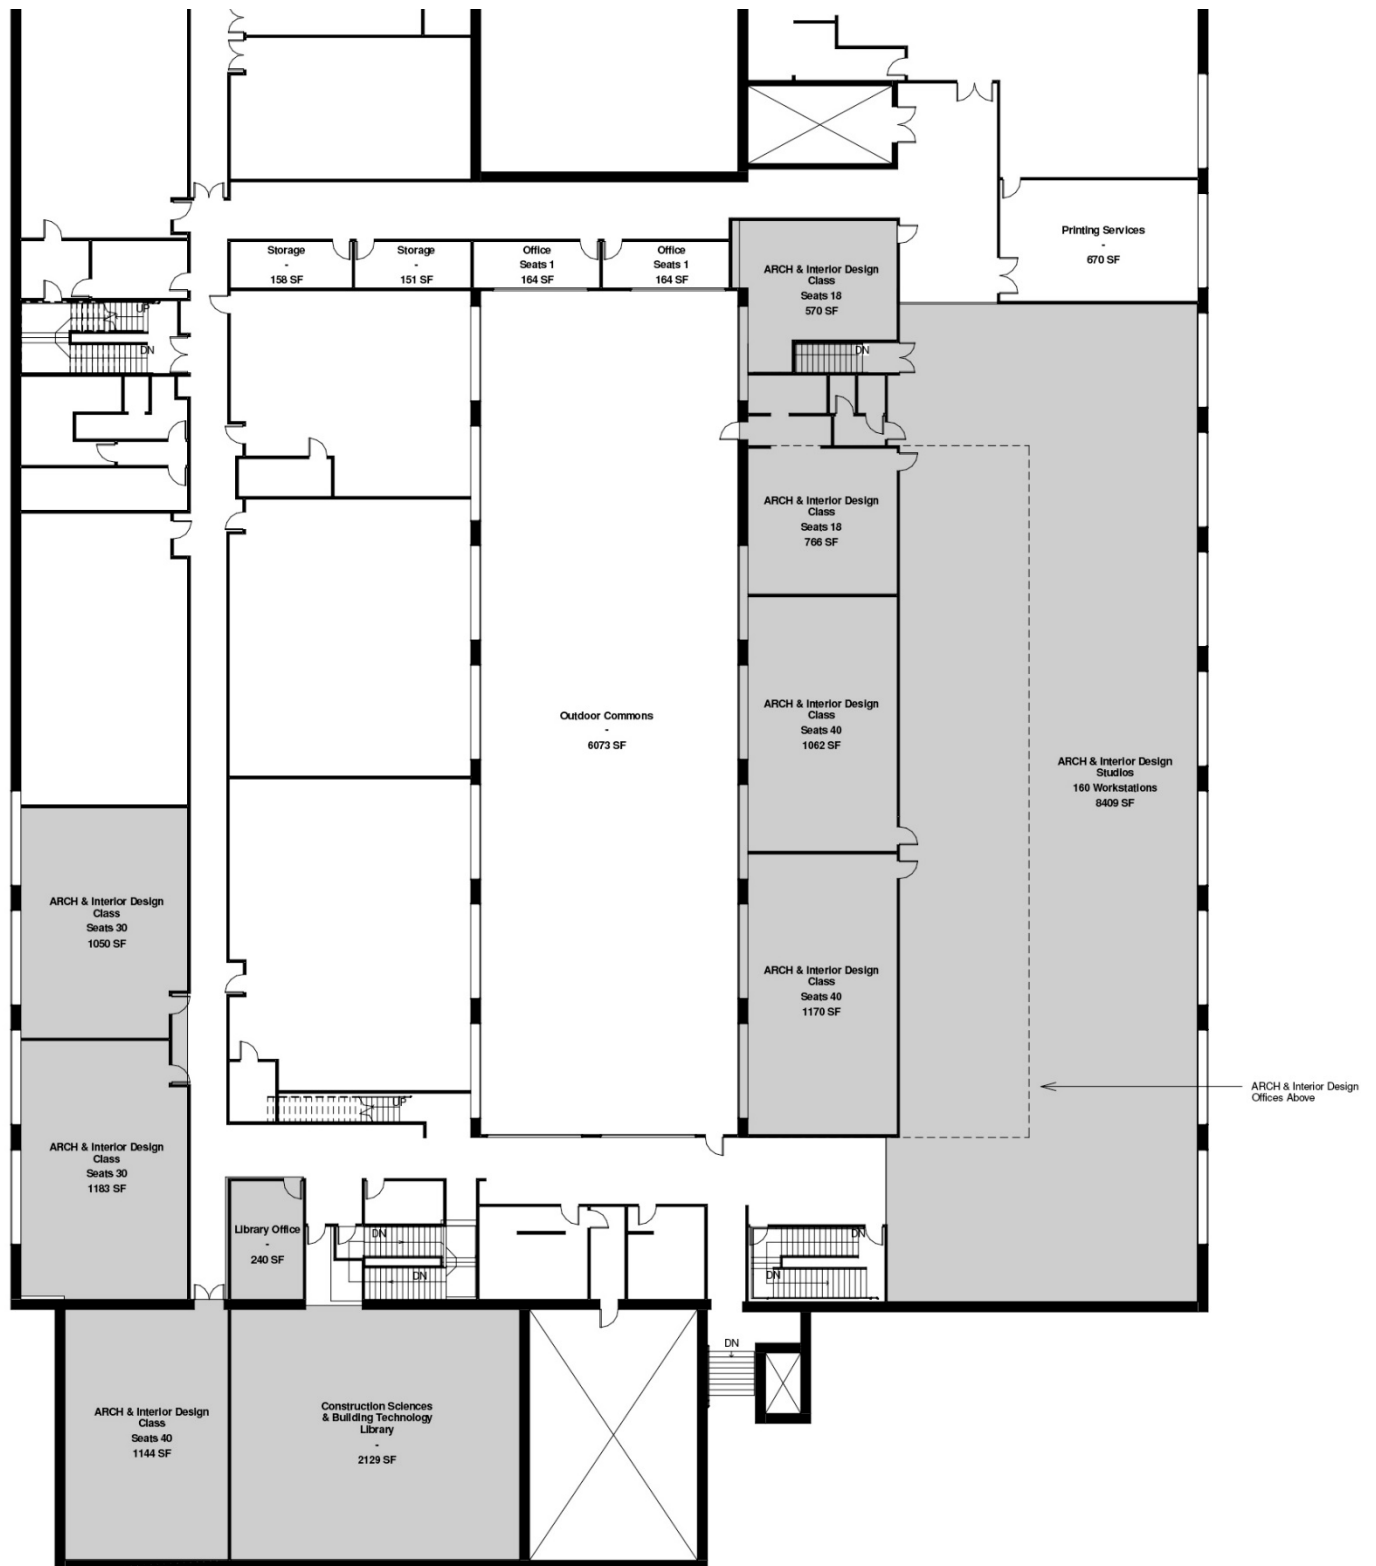 Storage
-
158 SF
Storage
-
151 SF
Office
Seats 1
164 SF
Office
Seats 1
164 SF
ARCH & Interior Design
Class
Seats 18
570 SF
DN
Printing Services
-
670 SF
UP
DN
ARCH & Interior Design
Class
Seats 18
766 SF
ARCH & Interior Design
Class
Seats 40
1062 SF
Outdoor Commons
-
6073 SF
ARCH & Interior Design
Studios
160 Workstations
8409 SF
ARCH & Interior Design
Class
Seats 30
1050 SF
ARCH & Interior Design
Class
Seats 40
1170 SF
ARCH & Interior Design
Offices Above
UP
ARCH & Interior Design
Class
Seats 30
1183 SF
Library Office
-
240 SF
DN
DN
DN
DN
DN
ARCH & Interior Design
Class
Seats 40
1144 SF
Construction Sciences
& Building Technology
Library
-
2129 SF